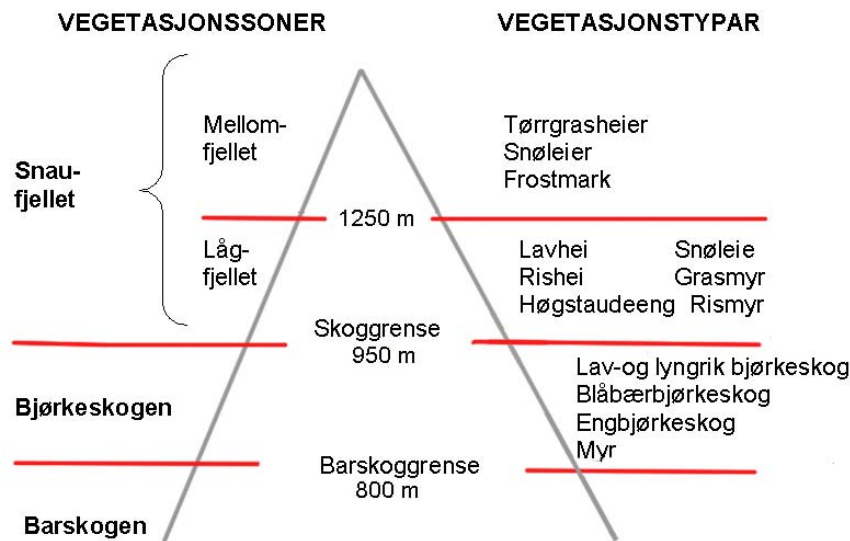 VEGETASJONSSONER
VEGETASJONSTYPAR
Mellom-
fjellet
Tørrgrasheier
Snøleier
Frostmark
Snau-
fjellet
1250 m
Låg-
fjellet
Lavhei Snøleie
Rishei Grasmyr
Høgstaudeeng Rismyr
Skoggrense
950 m
Lav-og lyngrik bjørkeskog
Blåbærbjørkeskog
Engbjørkeskog
Myr
Bjørkeskogen
Barskoggrense
800 m
Barskogen